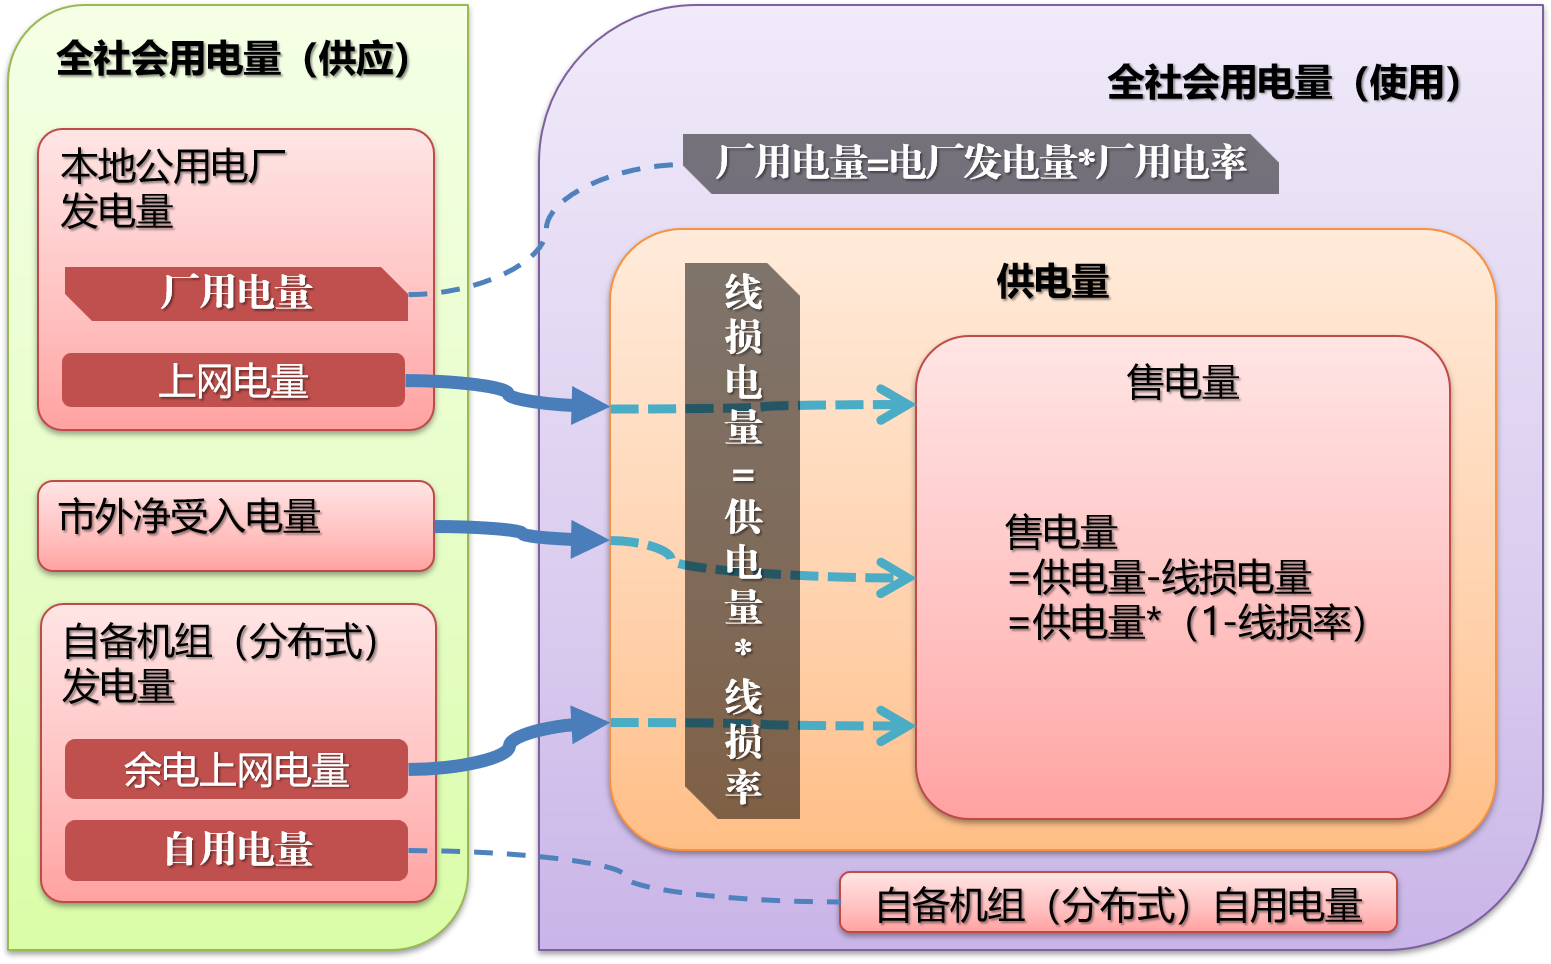 全社会用电量（供应）
本地公用电厂
发电量
厂用电量
上网电量
市外净受入电量
自备机组（分布式）
发电量
余电上网电量
自用电量
全社会用电量（使用）
厂用电量=电厂发电量*厂用电率
供电量
线损电量=供电量*线损率
售电量
售电量
=供电量-线损电量
=供电量*（1-线损率）
自备机组（分布式）自用电量